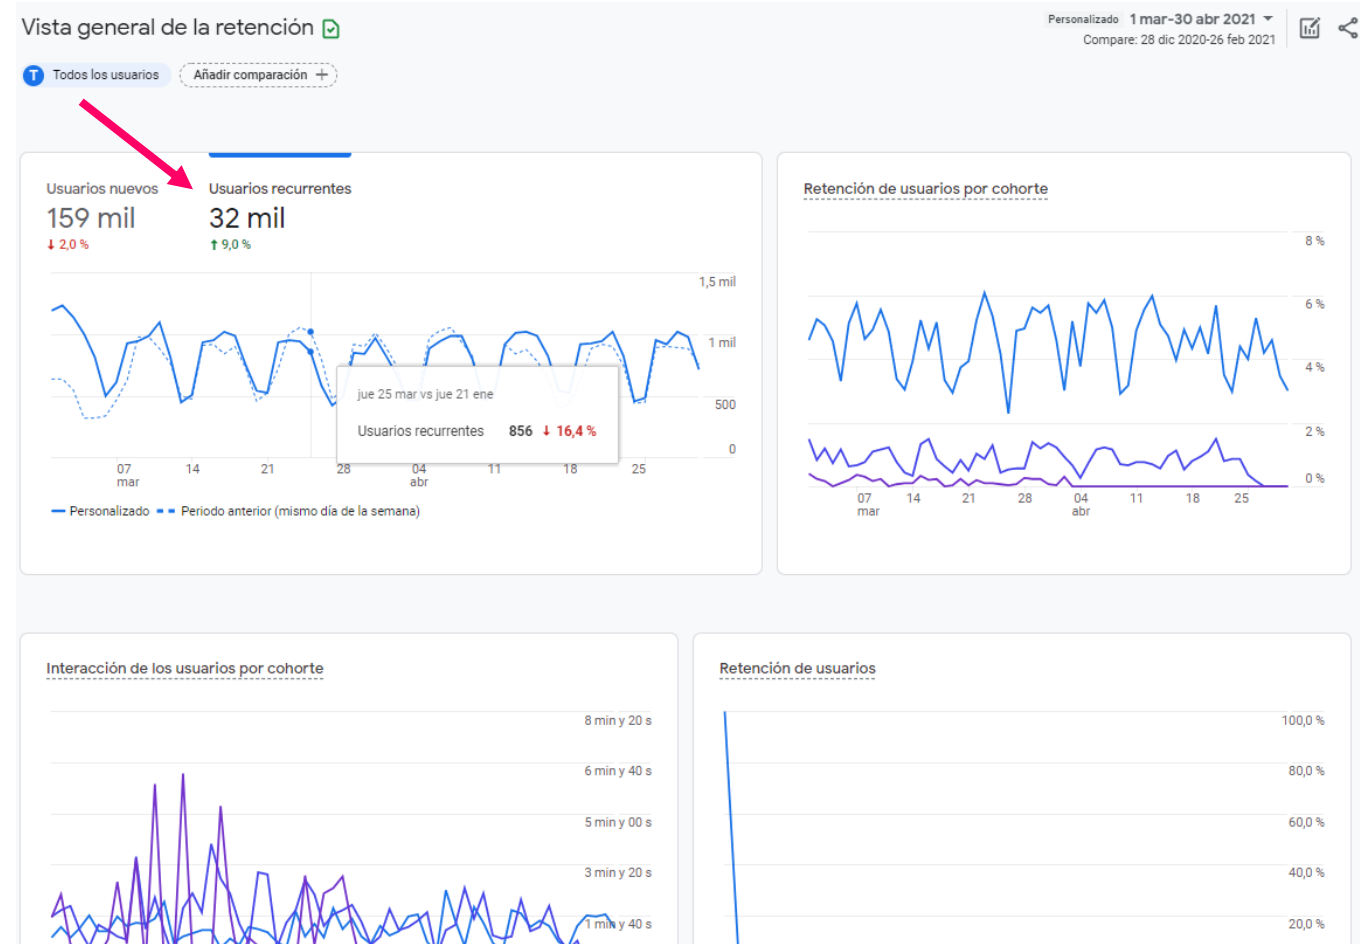 Vista general de la retención
Personalizado 1 mar-30 abr 2021
Compare: 28 dic 2020-26 feb 2021
T Todos los usuarios
Añadir comparación +
Usuarios nuevos
159 mil
↓ 2,0 %
Usuarios recurrentes
32 mil
↑ 9,0 %
1,5 mil
1 mil
500
0
jue 25 mar vs jue 21 ene
Usuarios recurrentes 856 ↓ 16,4 %
07 14 21 28 04 11 18 25
mar abr
Personalizado Periodo anterior (mismo día de la semana)
Retención de usuarios por cohorte
8 %
6 %
4 %
2 %
0 %
07 14 21 28 04 11 18 25
mar abr
Interacción de los usuarios por cohorte
8 min y 20 s
6 min y 40 s
5 min y 00 s
3 min y 20 s
1 min y 40 s
Retención de usuarios
100,0 %
80,0 %
60,0 %
40,0 %
20,0 %